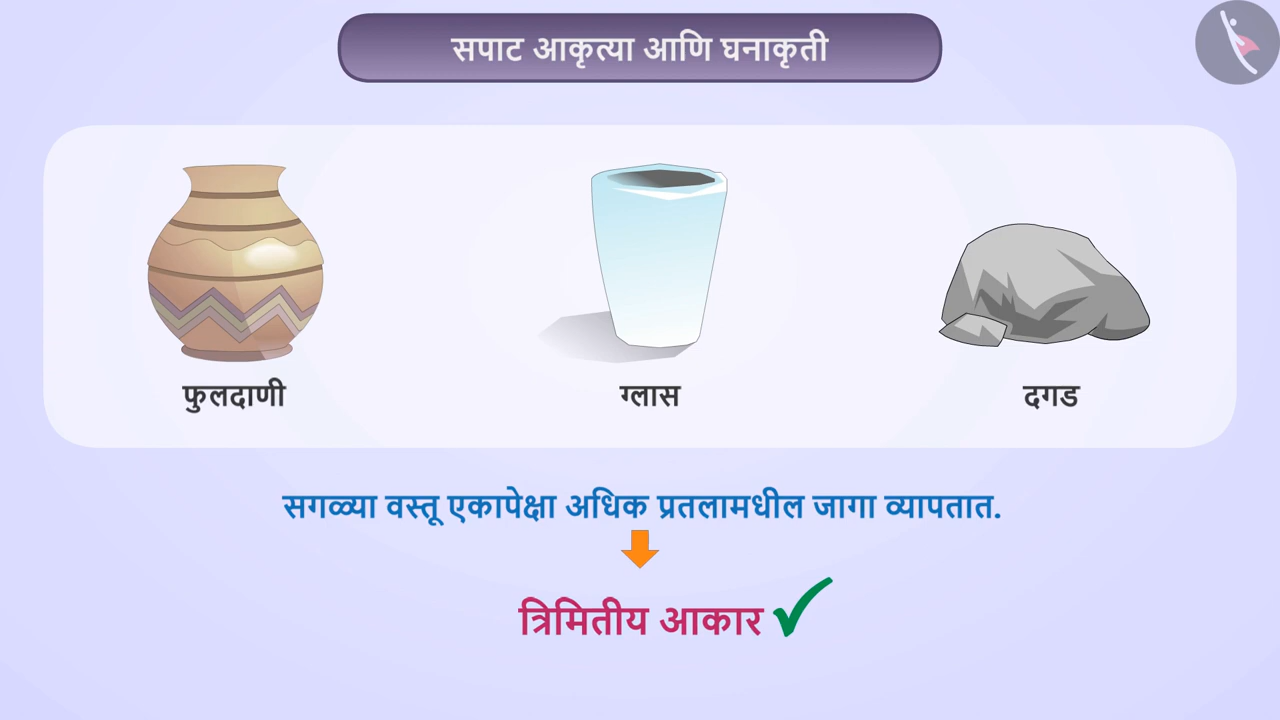 सपाट आकृत्या आणि घनाकृती
फुलदाणी
ग्लास
दगड
सगळ्या वस्तू एकापेक्षा अधिक प्रतलामधील जागा व्यापतात.
त्रिमितीय आकार